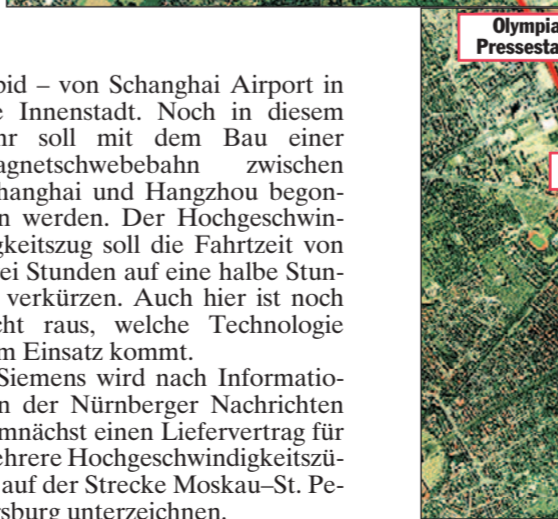 pid – von Schanghai Airport in
e Innenstadt. Noch in diesem
hr soll mit dem Bau einer
agnetschwebebahn zwischen
hanghai und Hangzhou begon-
n werden. Der Hochgeschwin-
gkeitszug soll die Fahrtzeit von
ei Stunden auf eine halbe Stun-
verkürzen. Auch hier ist noch
cht raus, welche Technologie
m Einsatz kommt.
Siemens wird nach Informatio-
n der Nürnberger Nachrichten
mnächst einen Liefervertrag für
ehrere Hochgeschwindigkeitszü-
auf der Strecke Moskau–St. Pe-
rsburg unterzeichnen.
Olympia
Pressesta